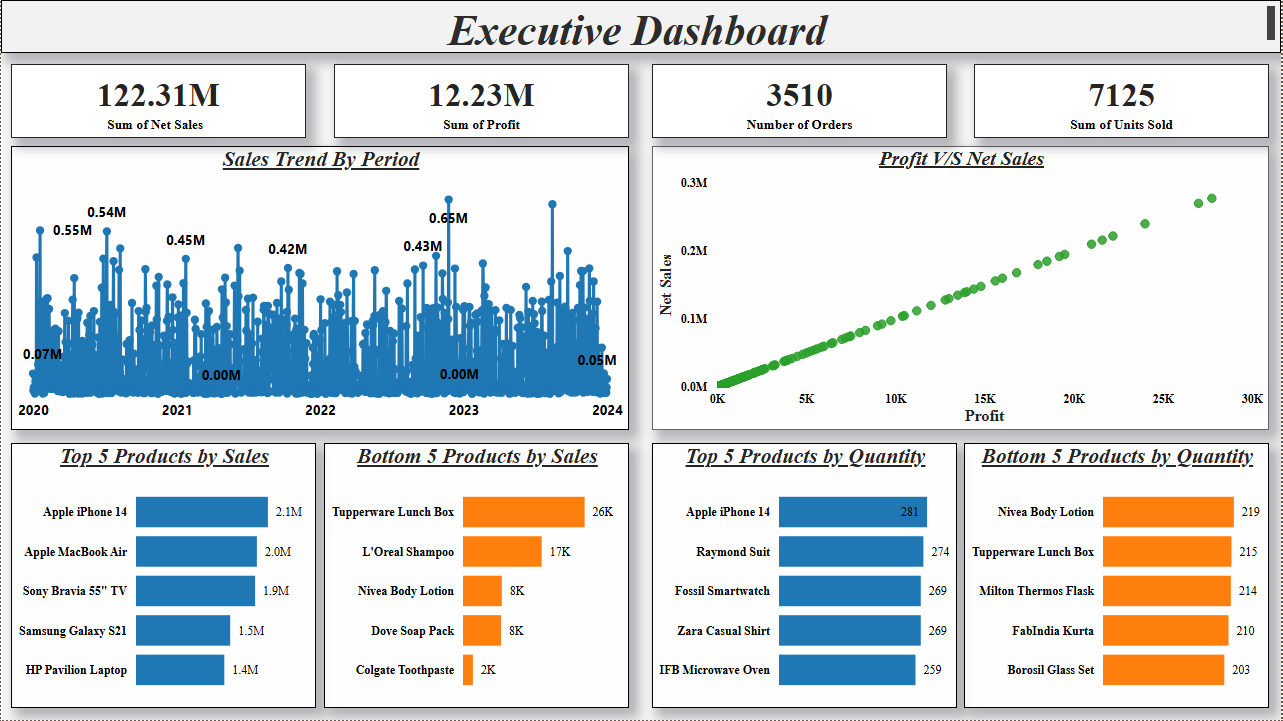 Executive Dashboard
122.31M
Sum of Net Sales
12.23M
Sum of Profit
3510
Number of Orders
7125
Sum of Units Sold
Sales Trend By Period
0.65M
0.54M
0.55M
0.45M
0.43M
0.42M
0.07M
0.00M
0.00M
0.05M
2020
2021
2022
2023
2024
Profit V/S Net Sales
Net Sales
0.3M
0.2M
0.1M
0.0M
0K
5K
10K
15K
20K
25K
30K
Profit
Top 5 Products by Sales
Apple iPhone 14 2.1M
Apple MacBook Air 2.0M
Sony Bravia 55" TV 1.9M
Samsung Galaxy S21 1.5M
HP Pavilion Laptop 1.4M
Bottom 5 Products by Sales
Tupperware Lunch Box 26K
L'Oreal Shampoo 17K
Nivea Body Lotion 8K
Dove Soap Pack 8K
Colgate Toothpaste 2K
Top 5 Products by Quantity
Apple iPhone 14 281
Raymond Suit 274
Fossil Smartwatch 269
Zara Casual Shirt 269
IFB Microwave Oven 259
Bottom 5 Products by Quantity
Nivea Body Lotion 219
Tupperware Lunch Box 215
Milton Thermos Flask 214
FabIndia Kurta 210
Borosil Glass Set 203